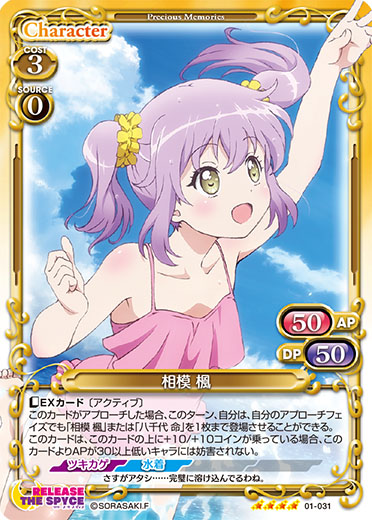 Precious Memories
Character
COST
3
SOURCE
0
50 AP
DP 50
相模 楓
EXカード〔アクティブ〕
このカードがアプローチした場合、このターン、自分は、自分のアプローチフェ
イズでも「相模 楓」または「八千代 命」を1枚まで登場させることができる。
このカードは、このカードの上に+10/+10コインが乗っている場合、このカ
ードよりAPが30以上低いキャラには妨害されない。
ツキカゲ 水着
さすがアタシ……完璧に溶け込んでるわね。
RELEASE
THE SPYCE
©SORASAKI.F
01-031